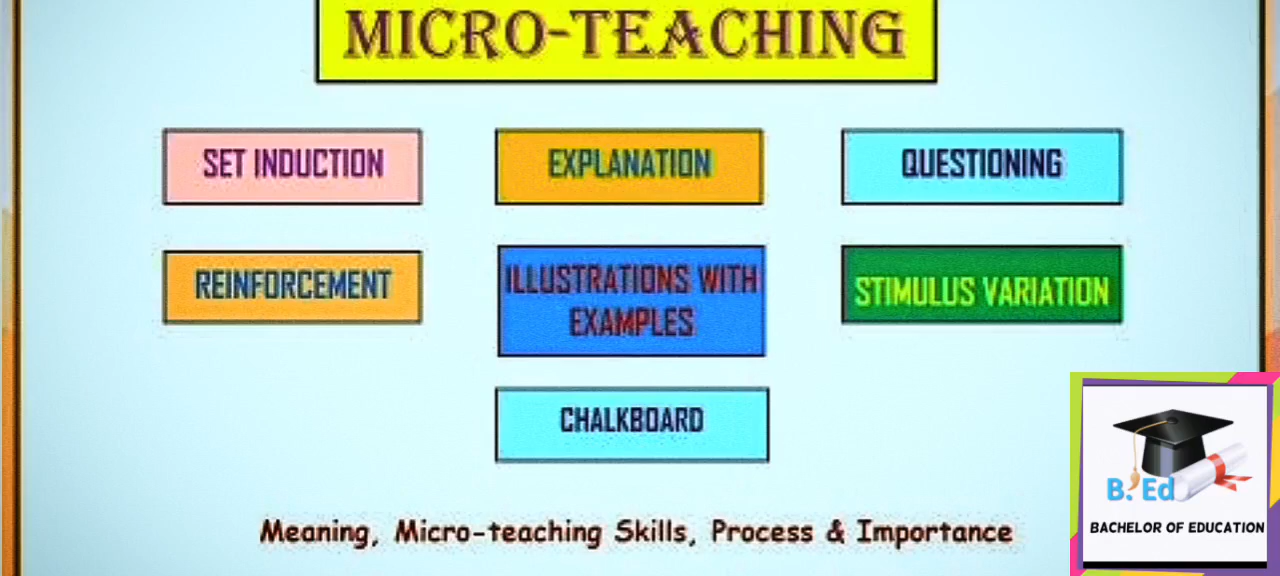 MICRO-TEACHING
SET INDUCTION
EXPLANATION
QUESTIONING
REINFORCEMENT
ILLUSTRATIONS WITH
EXAMPLES
STIMULUS VARIATION
CHALKBOARD
Meaning, Micro-teaching Skills, Process & Importance
B. Ed
BACHELOR OF EDUCATION